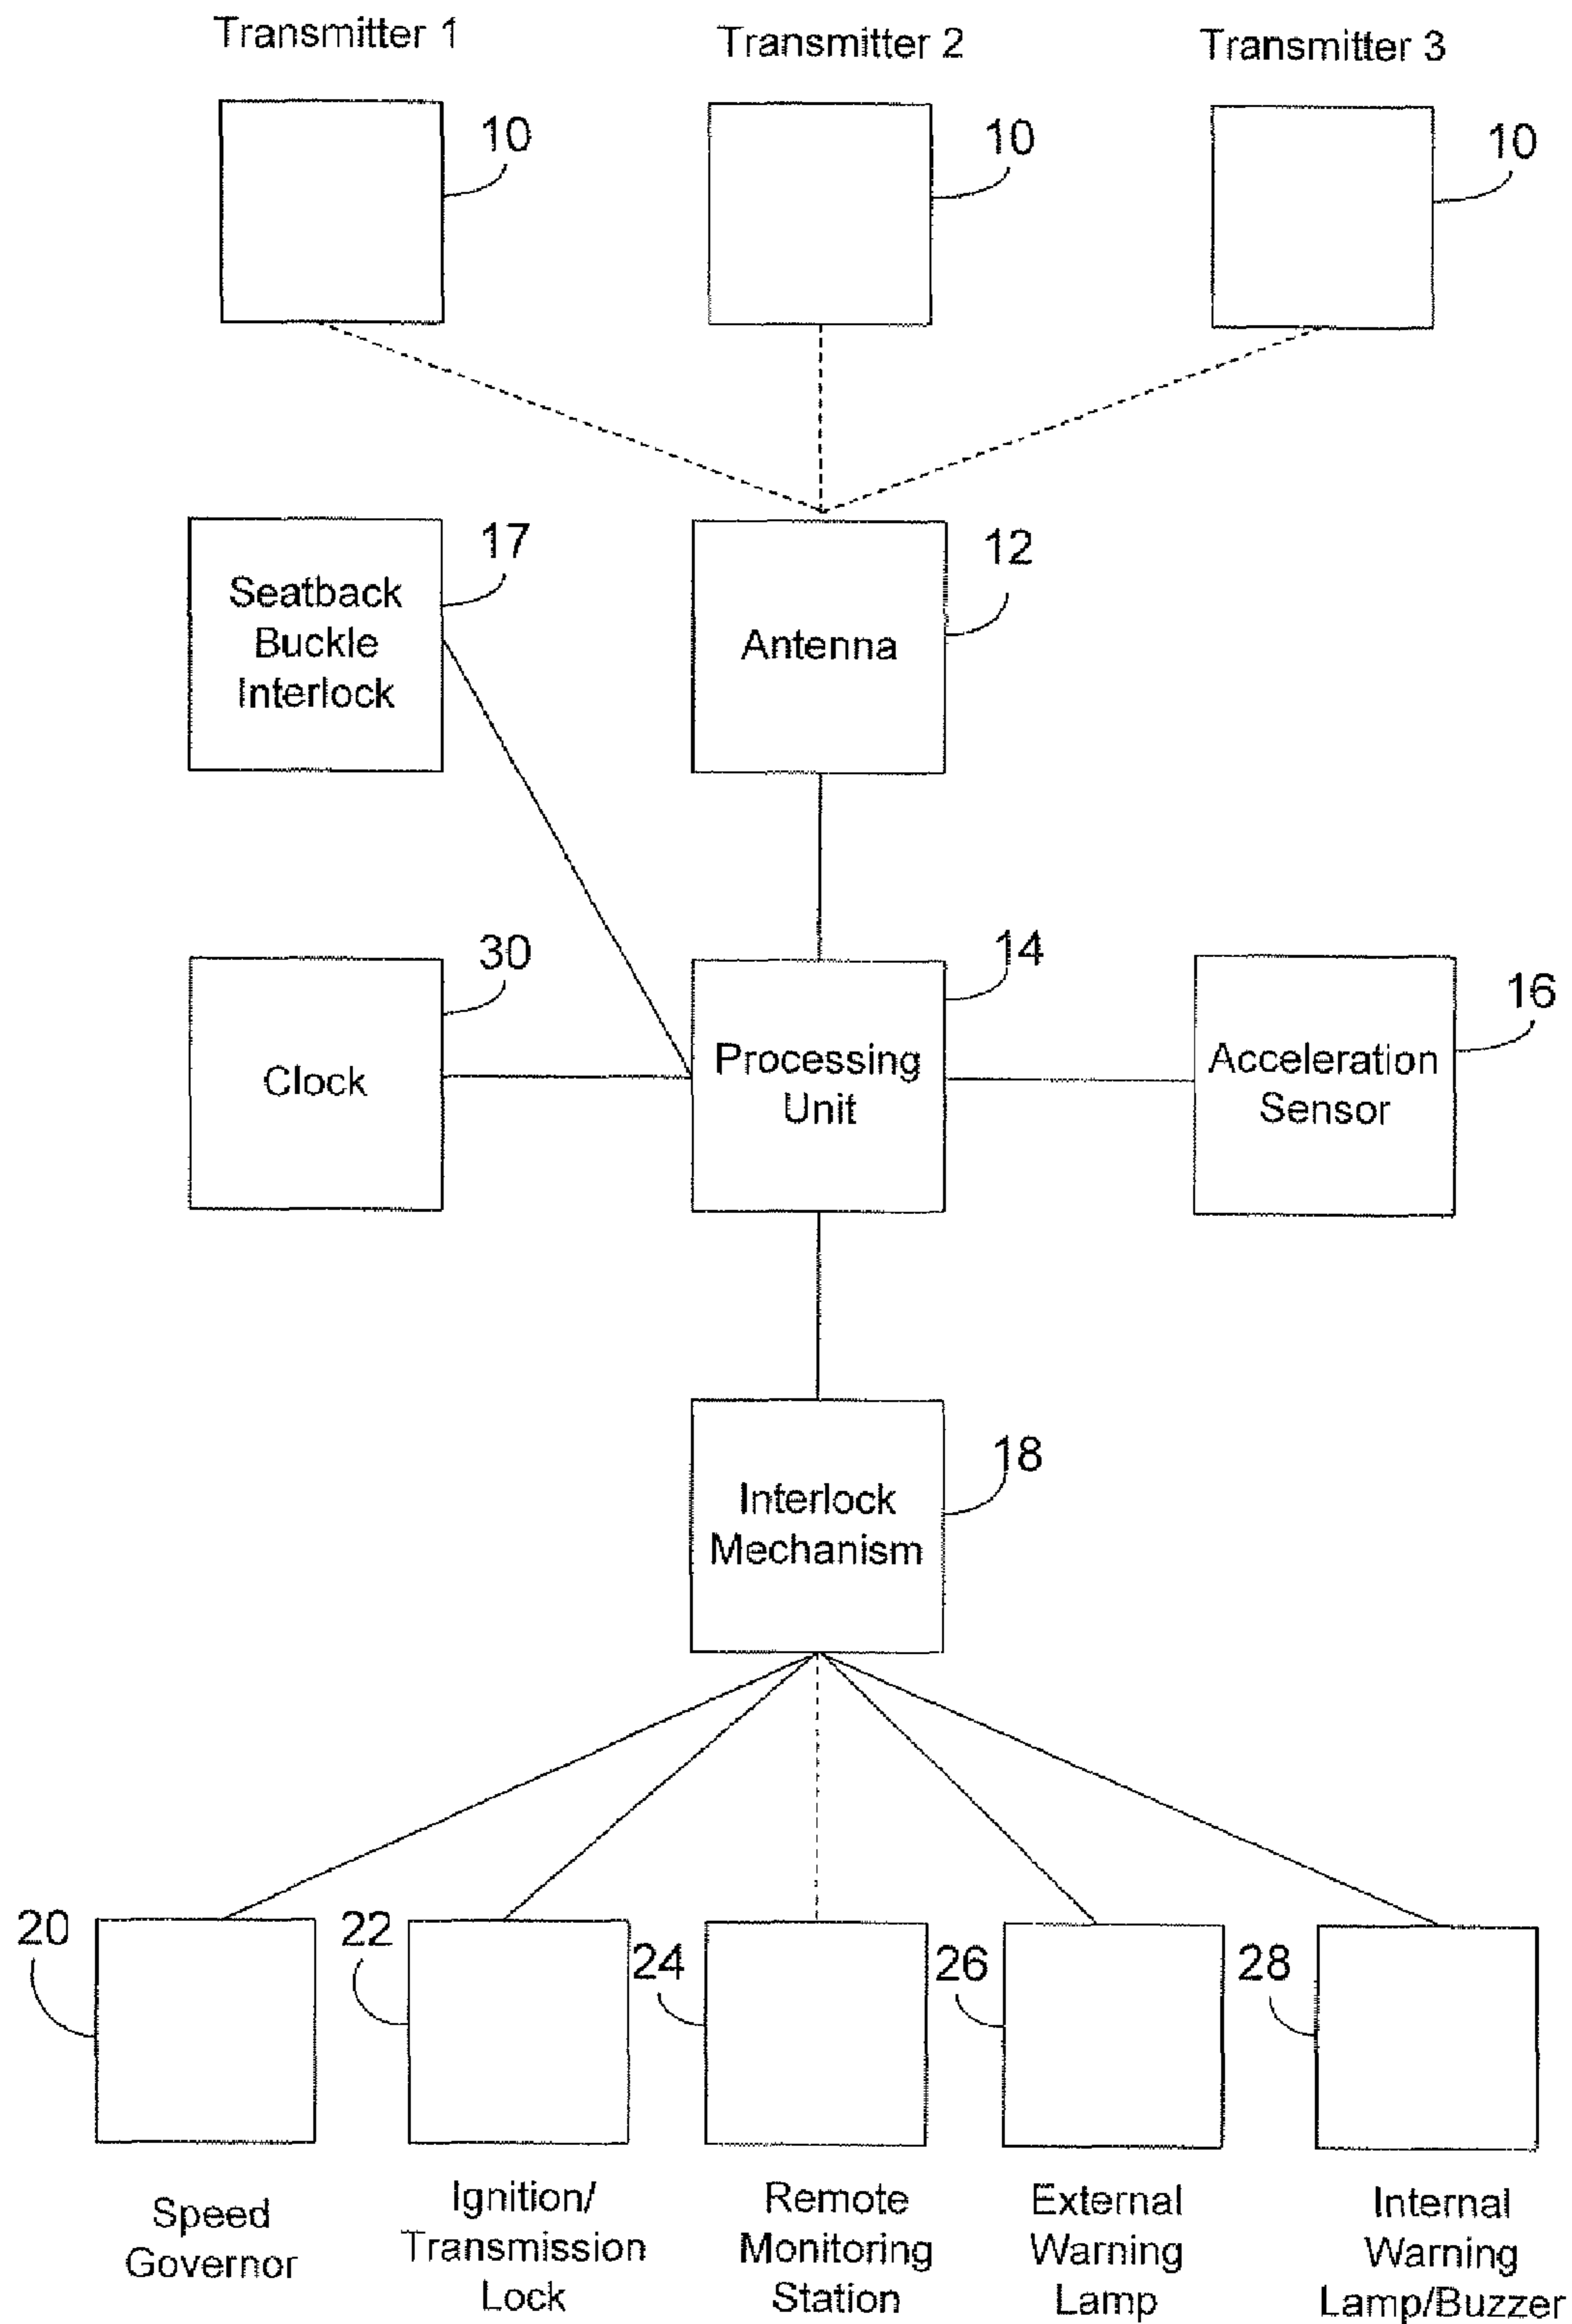 Transmitter 1
Transmitter 2
Transmitter 3
10
10
10
17
12
Seatback
Buckle
Interlock
Antenna
30
14
16
Clock
Processing
Unit
Acceleration
Sensor
18
Interlock
Mechanism
20
22
24
26
28
Speed
Governor
Ignition/
Transmission
Lock
Remote
Monitoring
Station
External
Warning
Lamp
Internal
Warning
Lamp/Buzzer